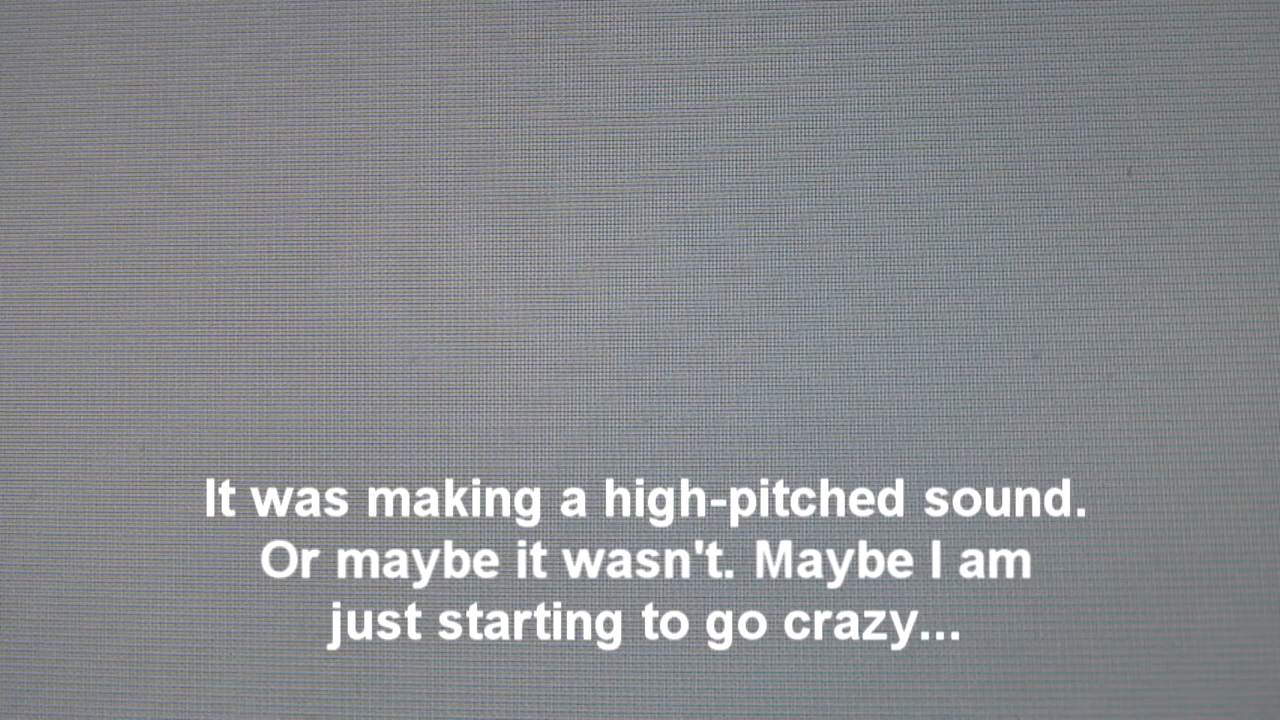 It was making a high-pitched sound.
Or maybe it wasn't. Maybe I am
just starting to go crazy...